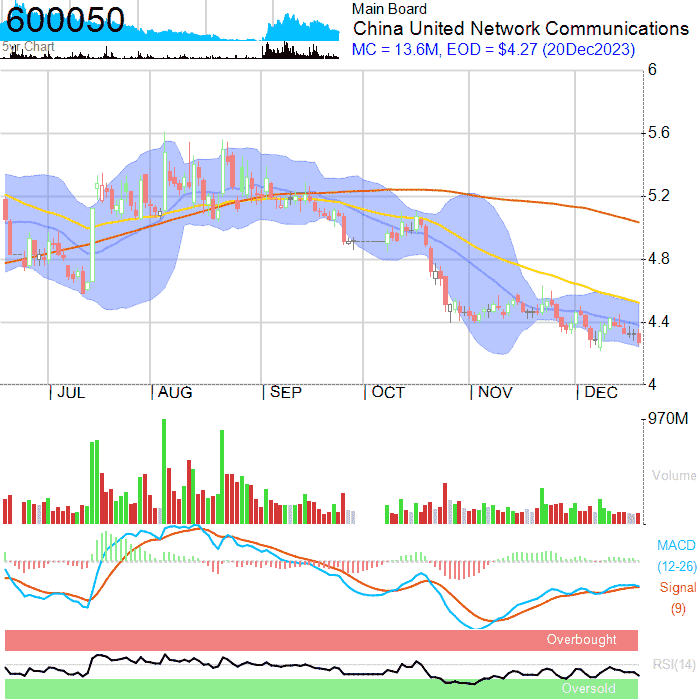 600050
5yr Chart
Main Board
China United Network Communications
MC = 13.6M, EOD = $4.27 (20Dec2023)
6
5.6
5.2
4.8
4.4
4
JUL
AUG
SEP
OCT
NOV
DEC
970M
Volume
MACD
(12-26)
Signal
(9)
Overbought
RSI(14)
Oversold